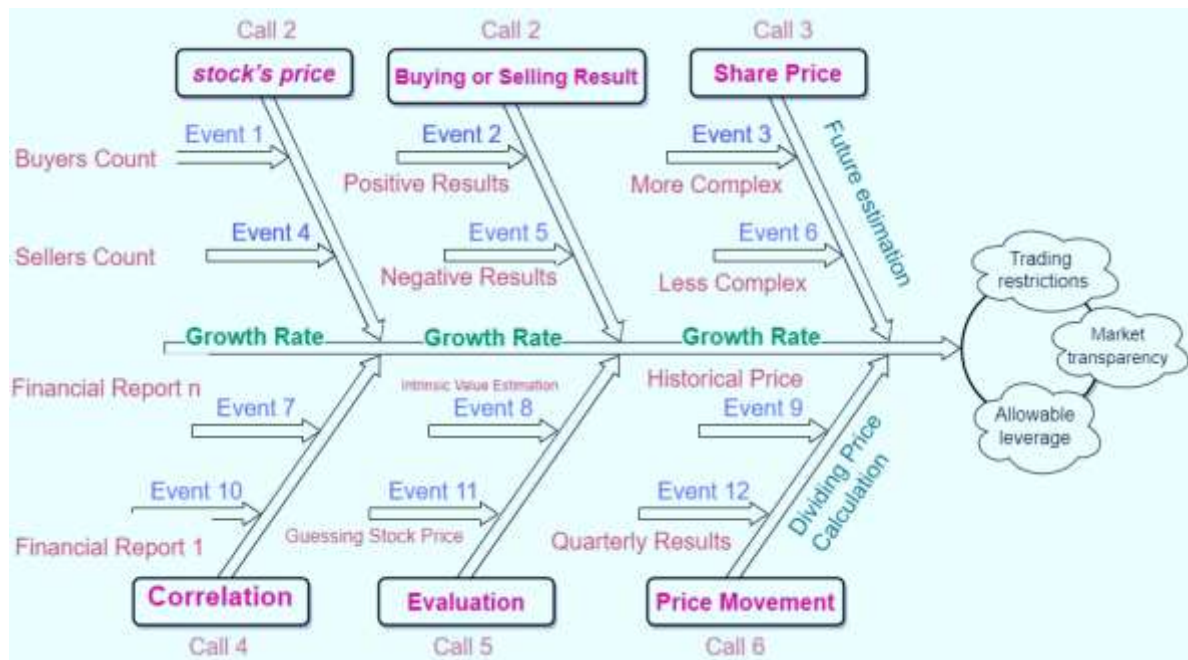 Call 2
Call 2
Call 3
stock's price
Buying or Selling Result
Share Price
Event 1
Event 2
Event 3
Buyers Count
Positive Results
More Complex
Future estimation
Event 4
Event 5
Event 6
Sellers Count
Negative Results
Less Complex
Trading
restrictions
Market
transparency
Allowable
leverage
Growth Rate
Growth Rate
Growth Rate
Financial Report n
Intrinsic Value Estimation
Historical Price
Event 7
Event 8
Event 9
Dividing Price
Calculation
Event 10
Event 11
Event 12
Financial Report 1
Guessing Stock Price
Quarterly Results
Correlation
Evaluation
Price Movement
Call 4
Call 5
Call 6